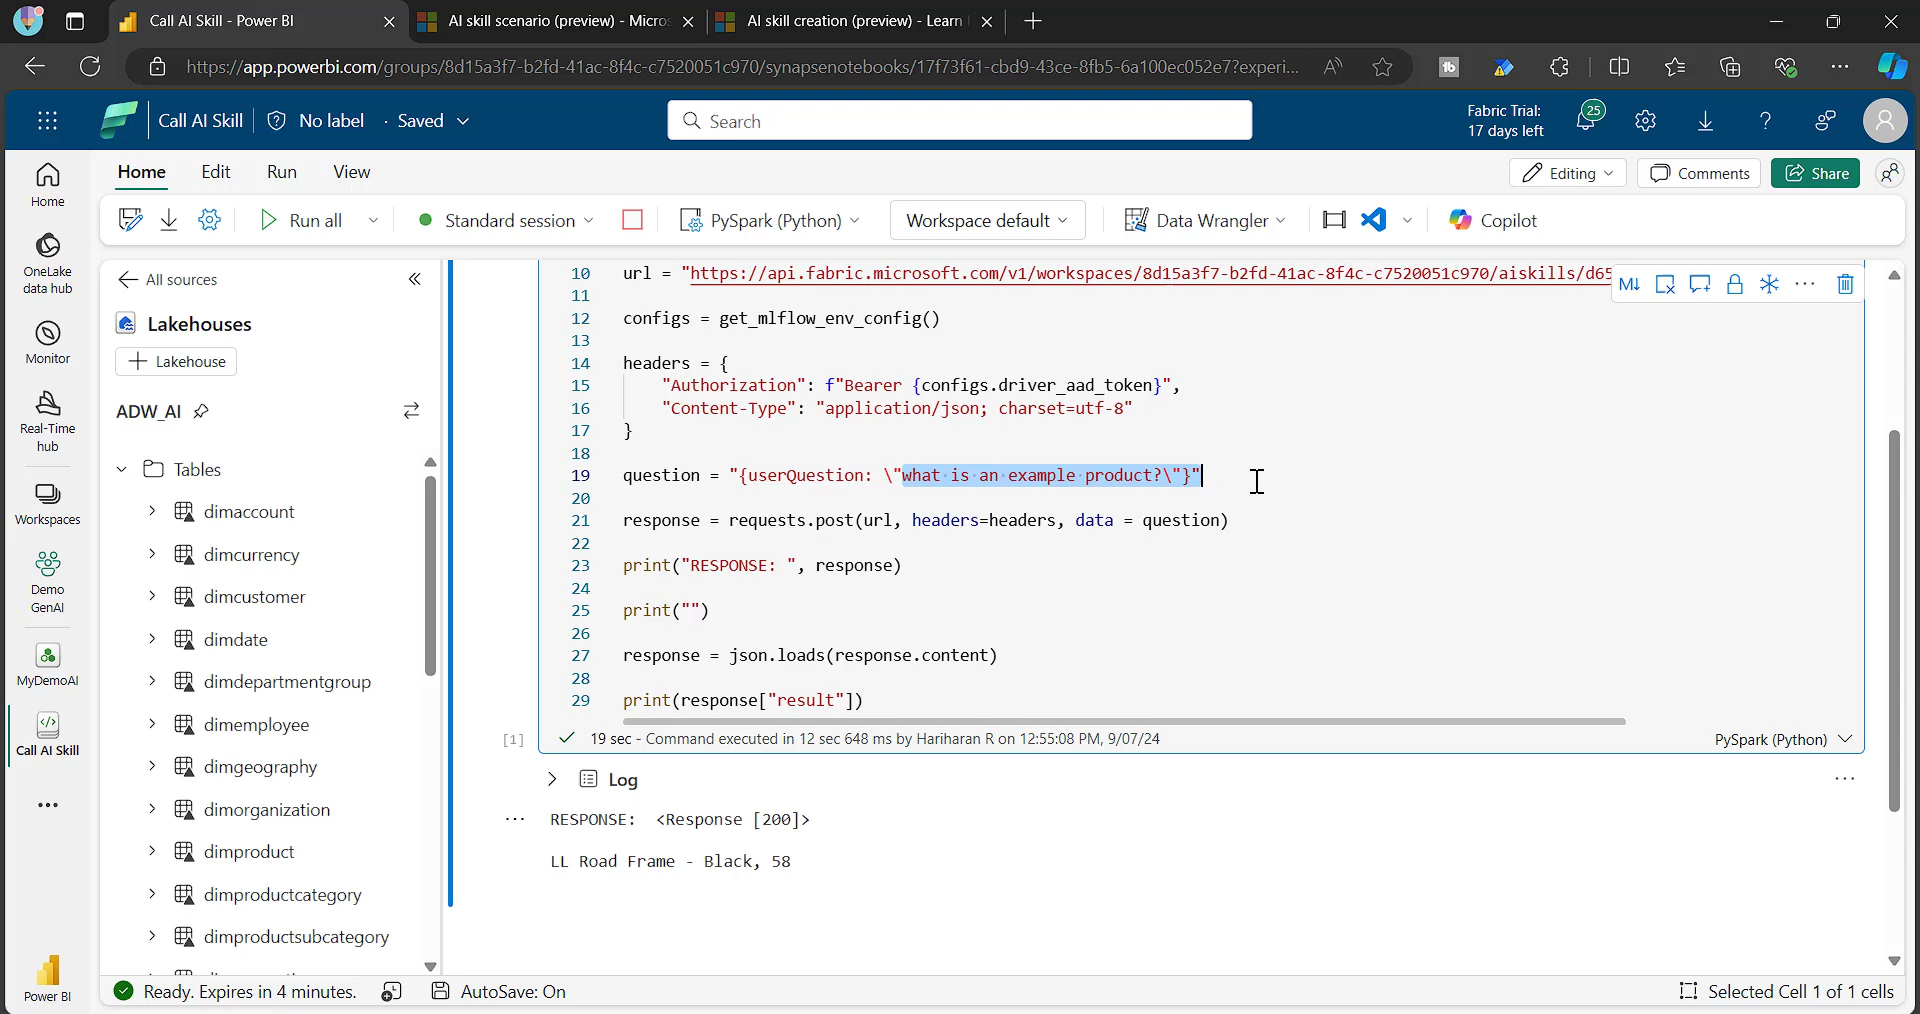 Call AI Skill - Power BI
AI skill scenario (preview) - Micros
AI skill creation (preview) - Learn
https://app.powerbi.com/groups/8d15a3f7-b2fd-41ac-8f4c-c7520051c970/synapsenotebooks/17f73f61-cbd9-43ce-8fb5-6a100ec052e7?experi...
Call AI Skill
No label
Saved
Search
Fabric Trial:
17 days left
25
Home
Edit
Run
View
Editing
Comments
Share
Run all
Standard session
PySpark (Python)
Workspace default
Data Wrangler
Copilot
Home
OneLake
data hub
Monitor
Real-Time
hub
Workspaces
Demo
GenAI
MyDemoAI
Call AI Skill
Power BI
All sources
Lakehouses
Lakehouse
ADW_AI
Tables
dimaccount
dimcurrency
dimcustomer
dimdate
dimdepartmentgroup
dimemployee
dimgeography
dimorganization
dimproduct
dimproductcategory
dimproductsubcategory
10 url = "https://api.fabric.microsoft.com/v1/workspaces/8d15a3f7-b2fd-41ac-8f4c-c7520051c970/aiskills/d65
11
12 configs = get_mlflow_env_config()
13
14 headers = {
15 "Authorization": f"Bearer {configs.driver_aad_token}",
16 "Content-Type": "application/json; charset=utf-8"
17 }
18
19 question = "{userQuestion: \"what is an example product?\"}"
20
21 response = requests.post(url, headers=headers, data = question)
22
23 print("RESPONSE: ", response)
24
25 print("")
26
27 response = json.loads(response.content)
28
29 print(response["result"])
M↓
[1]
19 sec - Command executed in 12 sec 648 ms by Hariharan R on 12:55:08 PM, 9/07/24
PySpark (Python)
Log
RESPONSE: <Response [200]>
LL Road Frame - Black, 58
Ready. Expires in 4 minutes.
AutoSave: On
Selected Cell 1 of 1 cells